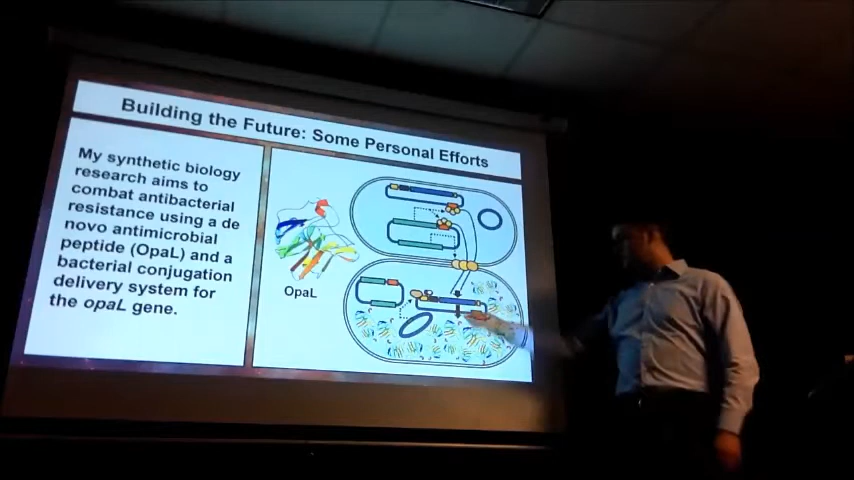 Building the Future: Some Personal Efforts
My synthetic biology
research aims to
combat antibacterial
resistance using a de
novo antimicrobial
peptide (OpaL) and a
bacterial conjugation
delivery system for
the opaL gene.
OpaL